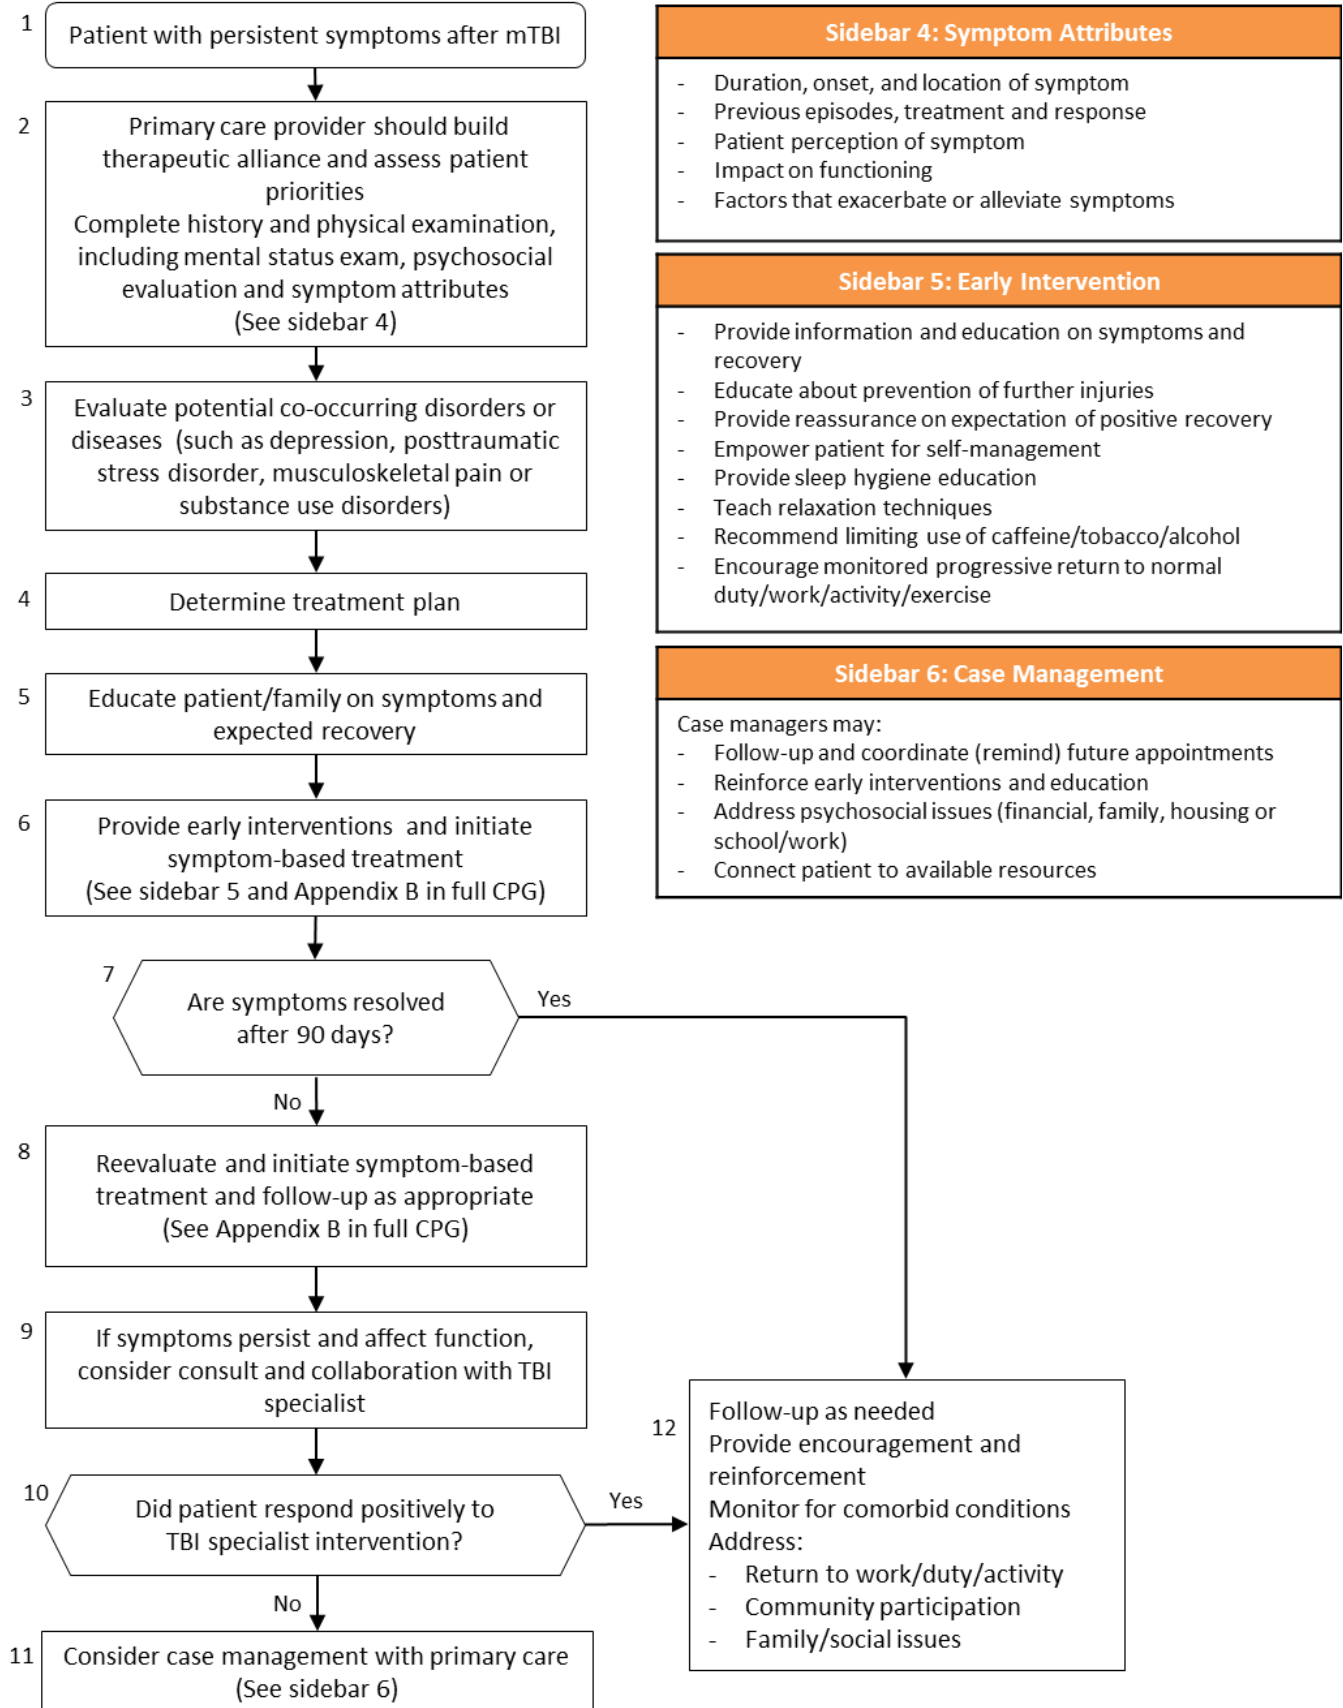 1
Patient with persistent symptoms after mTBI
2
Primary care provider should build
therapeutic alliance and assess patient
priorities
Complete history and physical examination,
including mental status exam, psychosocial
evaluation and symptom attributes
(See sidebar 4)
3
Evaluate potential co-occurring disorders or
diseases (such as depression, posttraumatic
stress disorder, musculoskeletal pain or
substance use disorders)
4
Determine treatment plan
5
Educate patient/family on symptoms and
expected recovery
6
Provide early interventions and initiate
symptom-based treatment
(See sidebar 5 and Appendix B in full CPG)
7
Are symptoms resolved
after 90 days?
Yes
No
8
Reevaluate and initiate symptom-based
treatment and follow-up as appropriate
(See Appendix B in full CPG)
9
If symptoms persist and affect function,
consider consult and collaboration with TBI
specialist
10
Did patient respond positively to
TBI specialist intervention?
Yes
No
11
Consider case management with primary care
(See sidebar 6)
12
Follow-up as needed
Provide encouragement and
reinforcement
Monitor for comorbid conditions
Address:
- Return to work/duty/activity
- Community participation
- Family/social issues
Sidebar 4: Symptom Attributes
- Duration, onset, and location of symptom
- Previous episodes, treatment and response
- Patient perception of symptom
- Impact on functioning
- Factors that exacerbate or alleviate symptoms
Sidebar 5: Early Intervention
- Provide information and education on symptoms and
recovery
- Educate about prevention of further injuries
- Provide reassurance on expectation of positive recovery
- Empower patient for self-management
- Provide sleep hygiene education
- Teach relaxation techniques
- Recommend limiting use of caffeine/tobacco/alcohol
- Encourage monitored progressive return to normal
duty/work/activity/exercise
Sidebar 6: Case Management
Case managers may:
- Follow-up and coordinate (remind) future appointments
- Reinforce early interventions and education
- Address psychosocial issues (financial, family, housing or
school/work)
- Connect patient to available resources